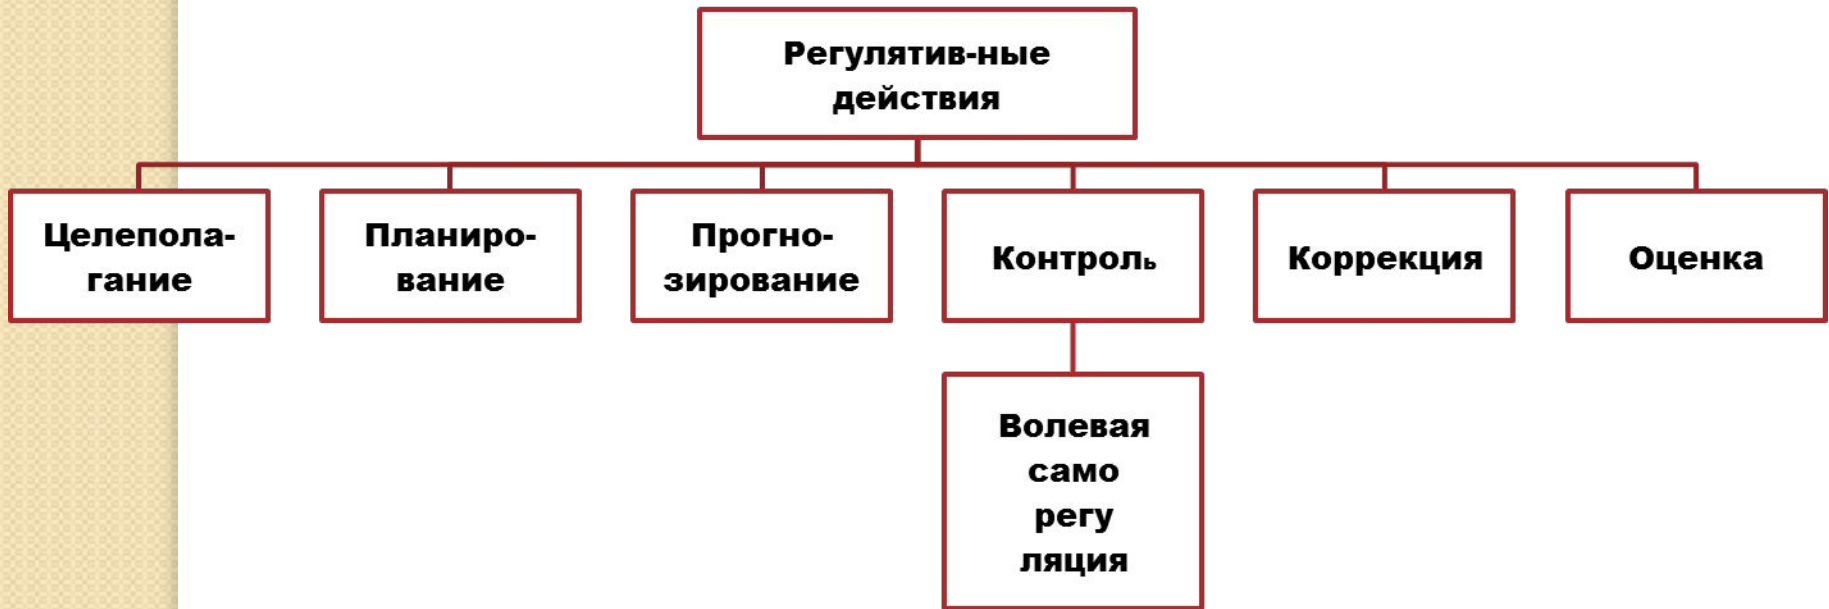 Регулятив-ные
действия
Целепола-
гание
Планиро-
вание
Прогно-
зирование
Контроль
Коррекция
Оценка
Волевая
само
регу
ляция